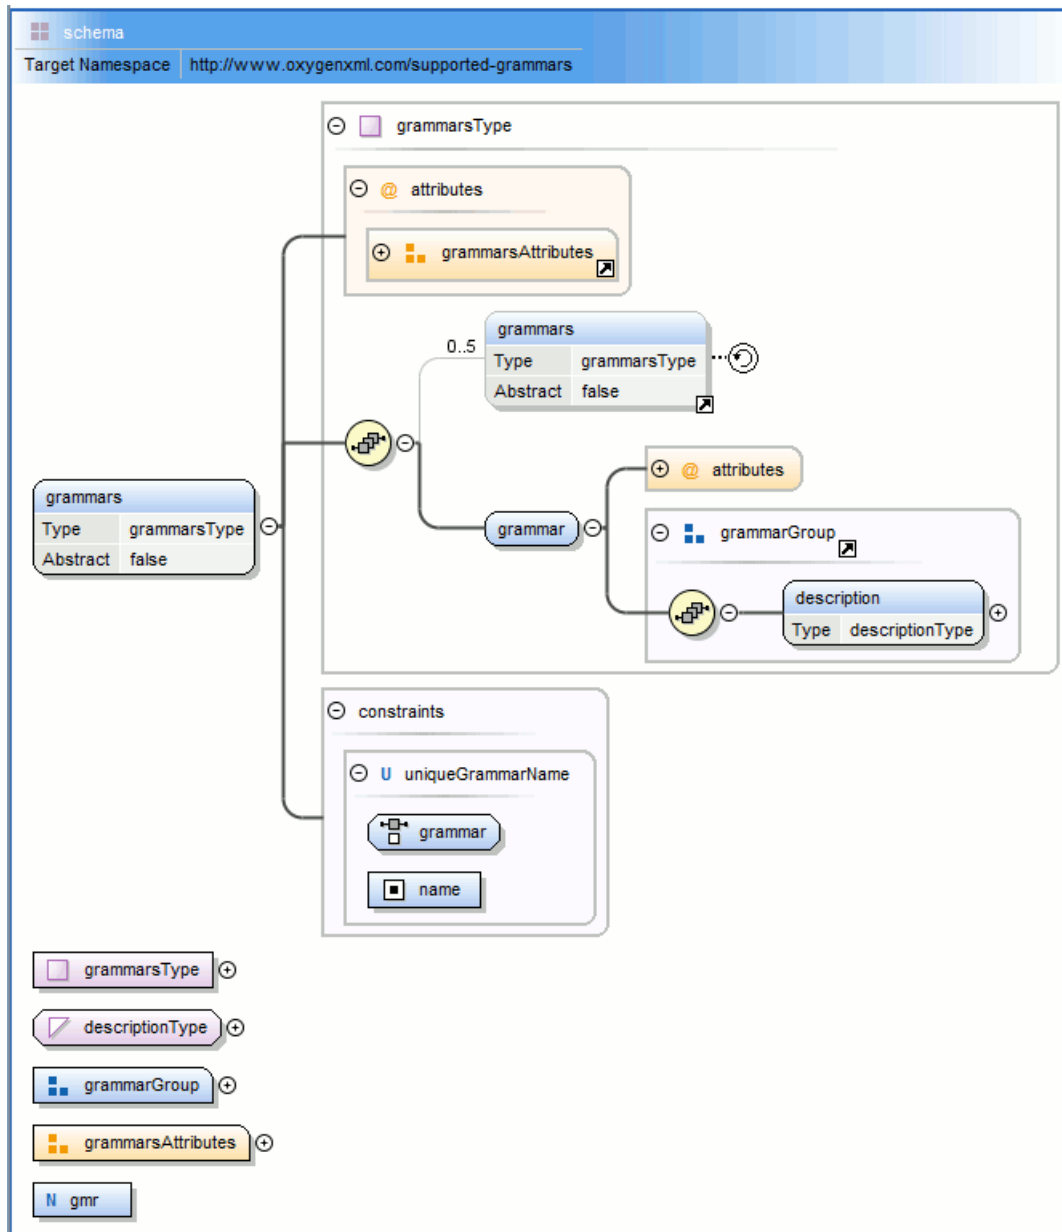 schema
Target Namespace http://www.oxygenxml.com/supported-grammars
grammarsType
@ attributes
grammarsAttributes
grammars
0..5
Type grammarsType
Abstract false
@ attributes
grammars
Type grammarsType
Abstract false
grammar
grammarGroup
description
Type descriptionType
constraints
U uniqueGrammarName
grammar
name
grammarsType
descriptionType
grammarGroup
grammarsAttributes
N gmr